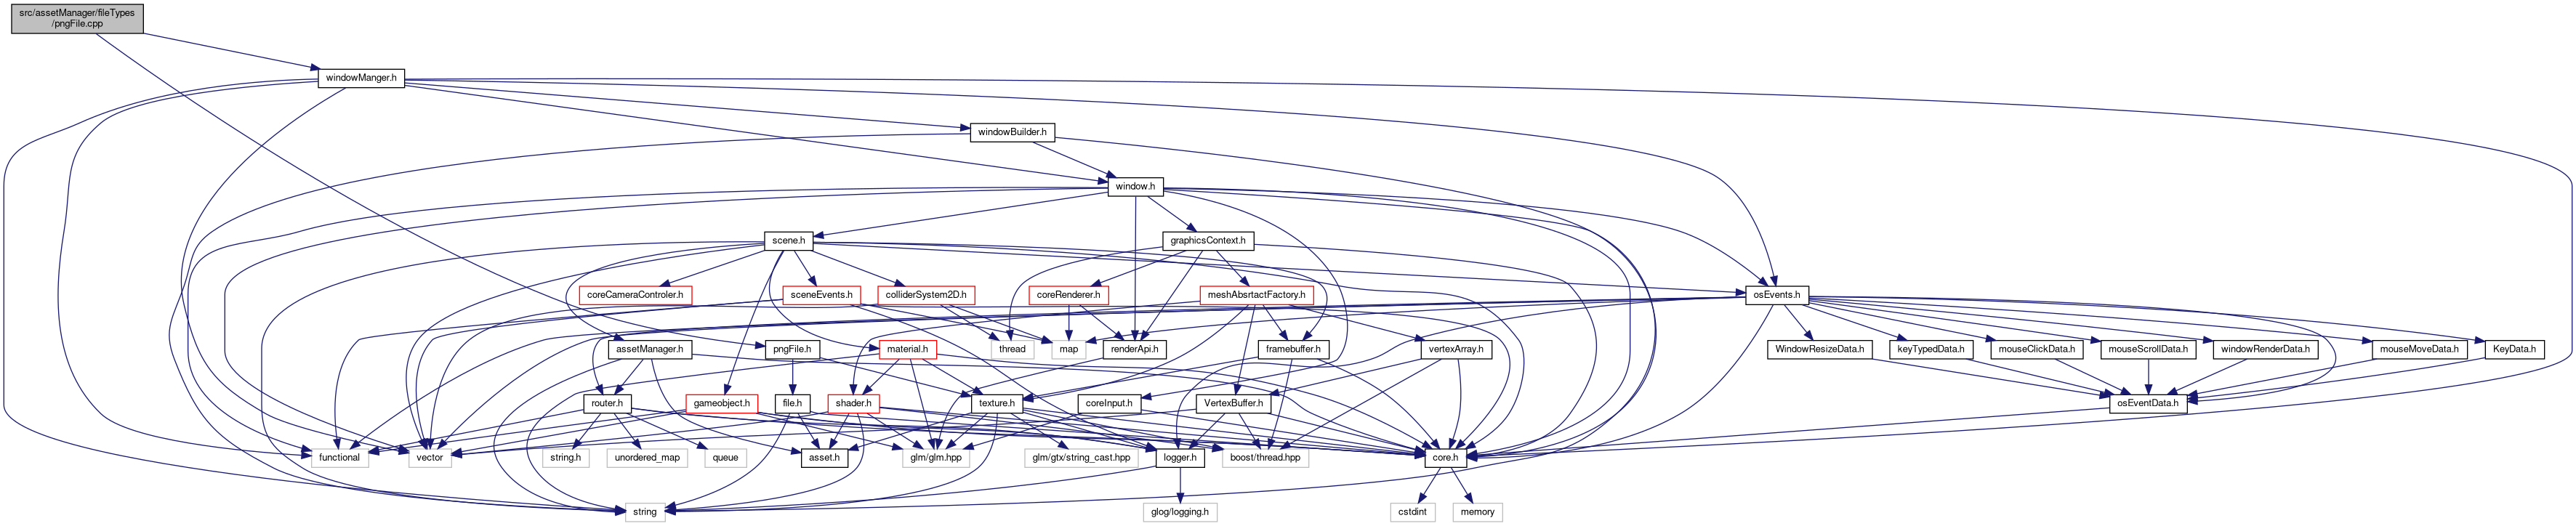 src/assetManager/fileTypes
/pngFile.cpp
windowManger.h
windowBuilder.h
window.h
scene.h
graphicsContext.h
coreCameraControler.h
sceneEvents.h
colliderSystem2D.h
coreRenderer.h
meshAbsrtactFactory.h
osEvents.h
assetManager.h
pngFile.h
material.h
thread
map
renderApi.h
framebuffer.h
vertexArray.h
WindowResizeData.h
keyTypedData.h
mouseClickData.h
mouseScrollData.h
windowRenderData.h
mouseMoveData.h
KeyData.h
router.h
gameobject.h
file.h
shader.h
texture.h
coreInput.h
VertexBuffer.h
osEventData.h
functional
vector
string.h
unordered_map
queue
asset.h
glm/glm.hpp
glm/gtx/string_cast.hpp
logger.h
boost/thread.hpp
core.h
string
glog/logging.h
cstdint
memory